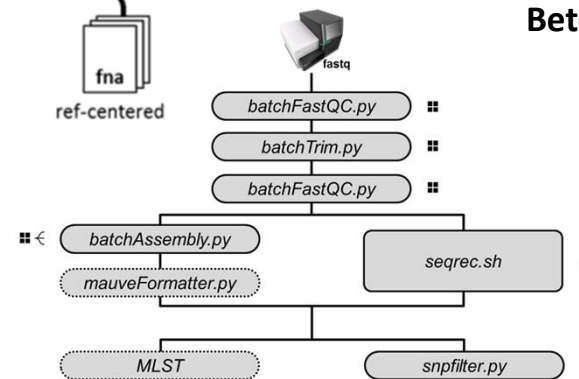 Bet
fastq
fna
ref-centered
batchFastQC.py
batchTrim.py
batchFastQC.py
batchAssembly.py
seqrec.sh
mauveFormatter.py
MLST
snpfilter.py